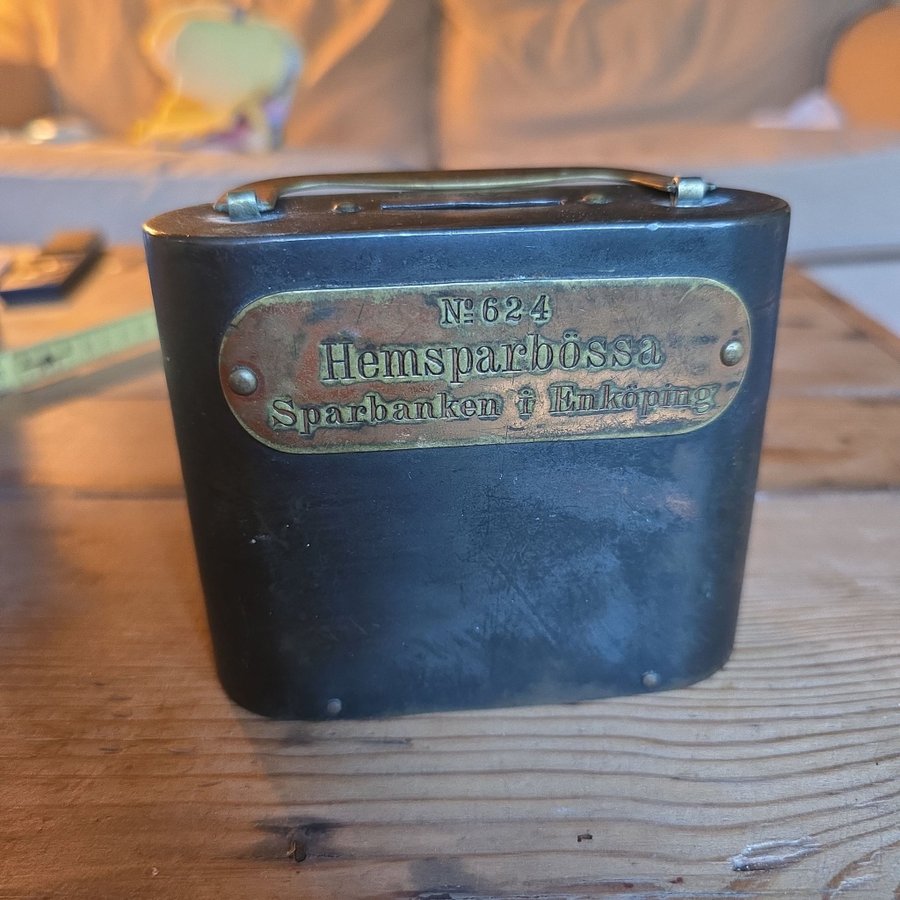 № 624
Hemsparbössa
Sparbanken i Enköping